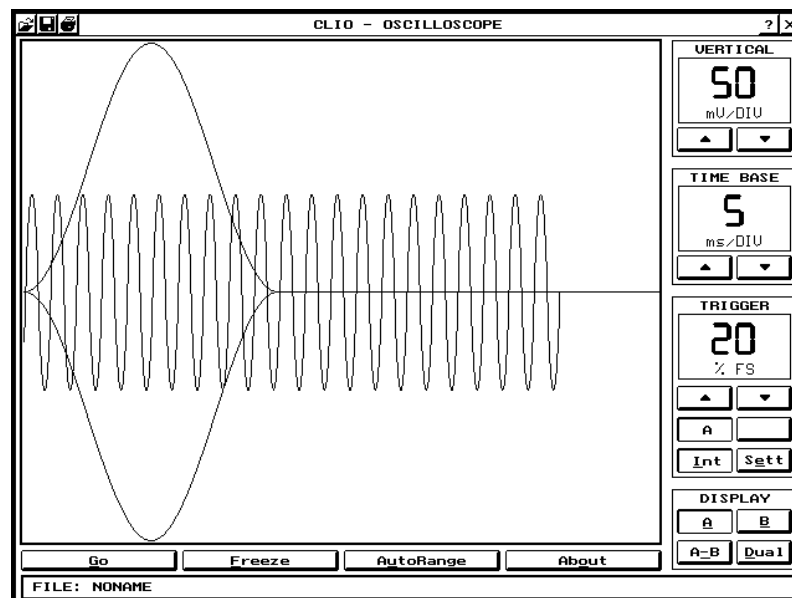 CLIO - OSCILLOSCOPE
? X
VERTICAL
50
mV/DIV
TIME BASE
5
ms/DIV
TRIGGER
20
% FS
A
Int Sett
DISPLAY
A B
A-B Dual
Go Freeze AutoRange About
FILE: NONAME